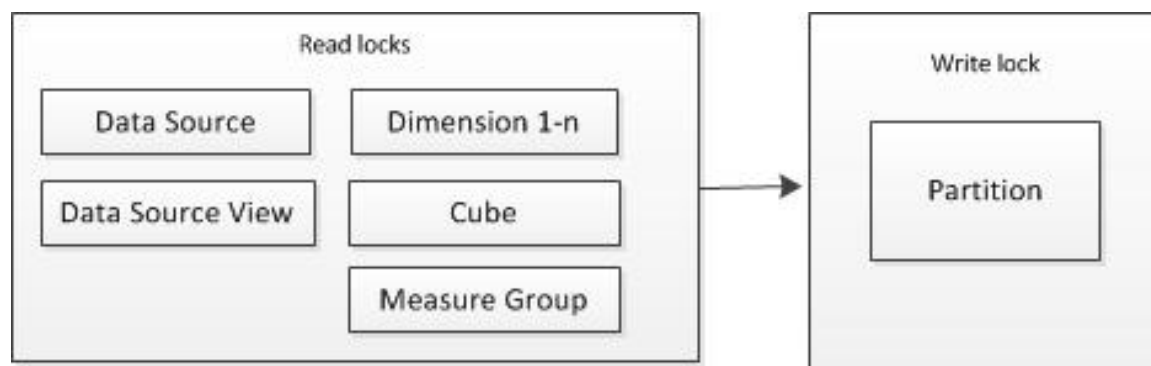 Read locks
Data Source
Dimension 1-n
Data Source View
Cube
Measure Group
Write lock
Partition